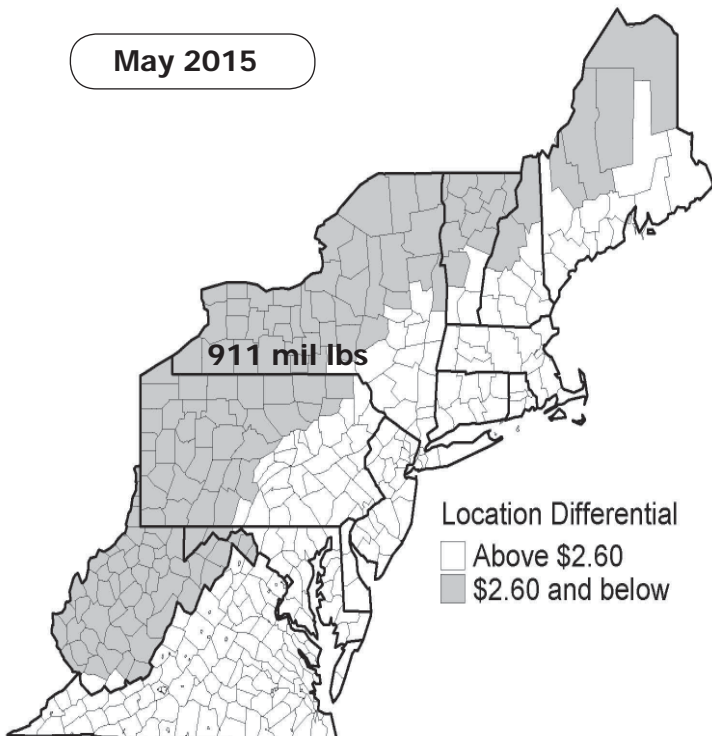 May 2015
911 mil lbs
Location Differential
Above $2.60
$2.60 and below